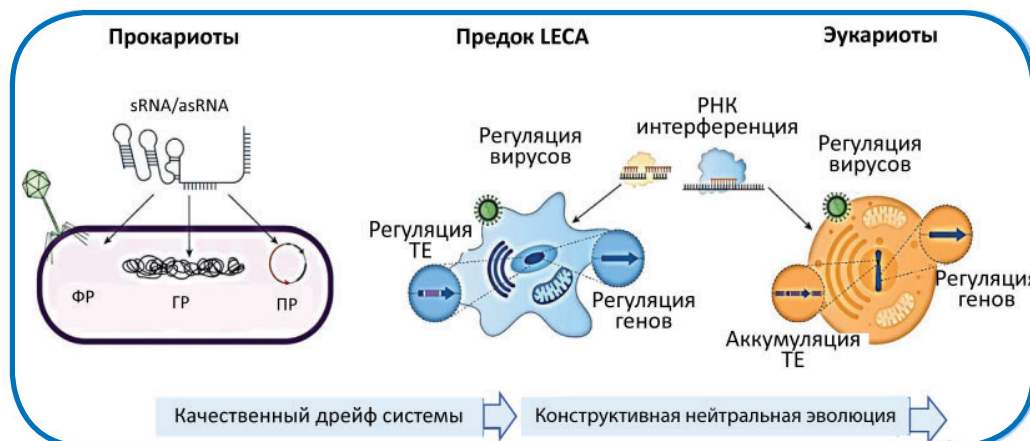 Прокариоты
Предок LECA
Эукариоты
sRNA/asRNA
РНК
интерференция
Регуляция
вирусов
Регуляция
вирусов
Регуляция
ТЕ
Регуляция
генов
Регуляция
генов
Аккумуляция
ТЕ
ФР
ГР
ПР
Качественный дрейф системы
Конструктивная нейтральная эволюция